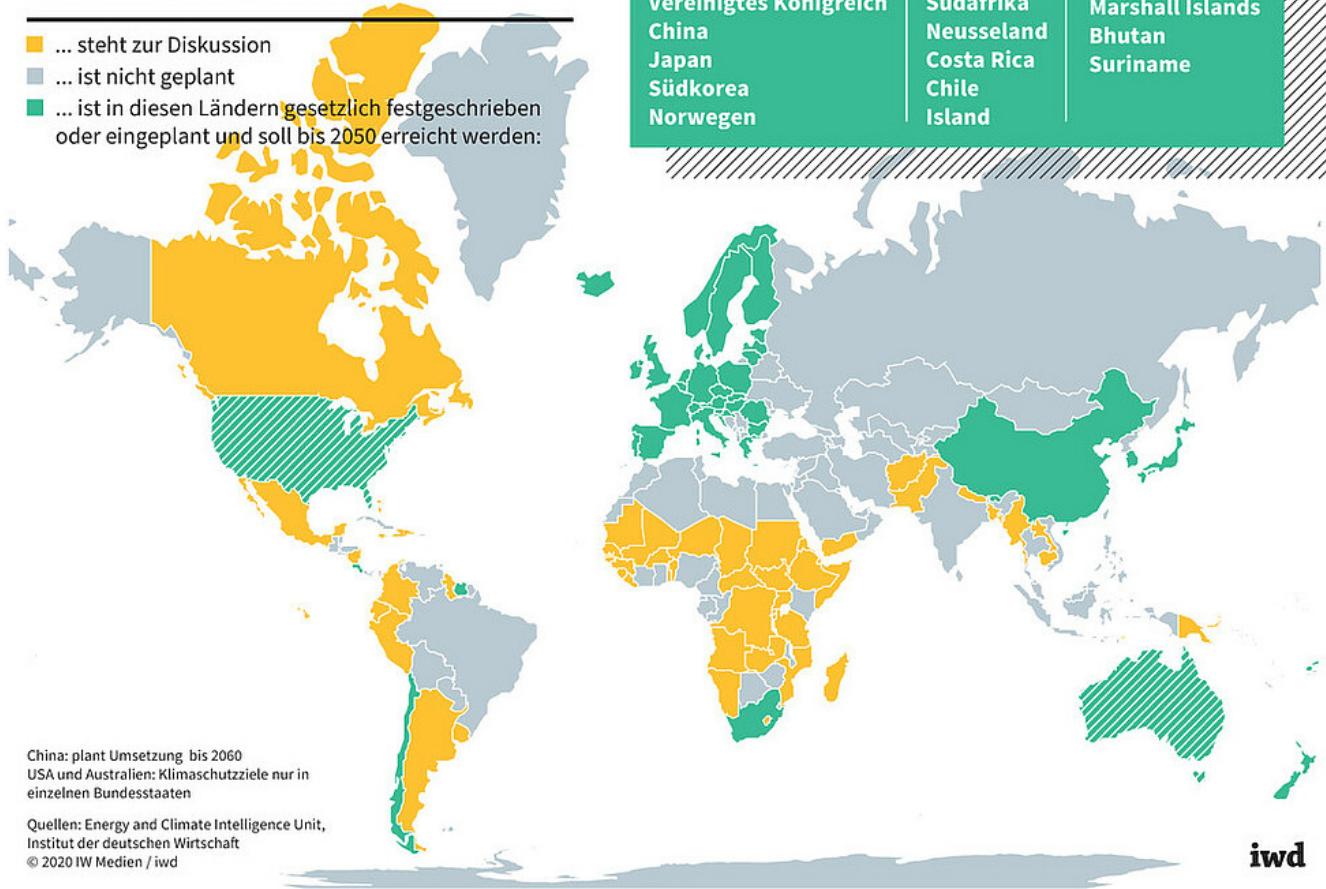 ... steht zur Diskussion
... ist nicht geplant
... ist in diesen Ländern gesetzlich festgeschrieben
oder eingeplant und soll bis 2050 erreicht werden:
Vereinigtes Königreich
China
Japan
Südkorea
Norwegen
Südafrika
Neusseland
Costa Rica
Chile
Island
Marshall Islands
Bhutan
Suriname
China: plant Umsetzung bis 2060
USA und Australien: Klimaschutzziele nur in
einzelnen Bundesstaaten
Quellen: Energy and Climate Intelligence Unit,
Institut der deutschen Wirtschaft
© 2020 IW Medien / iwd
iwd